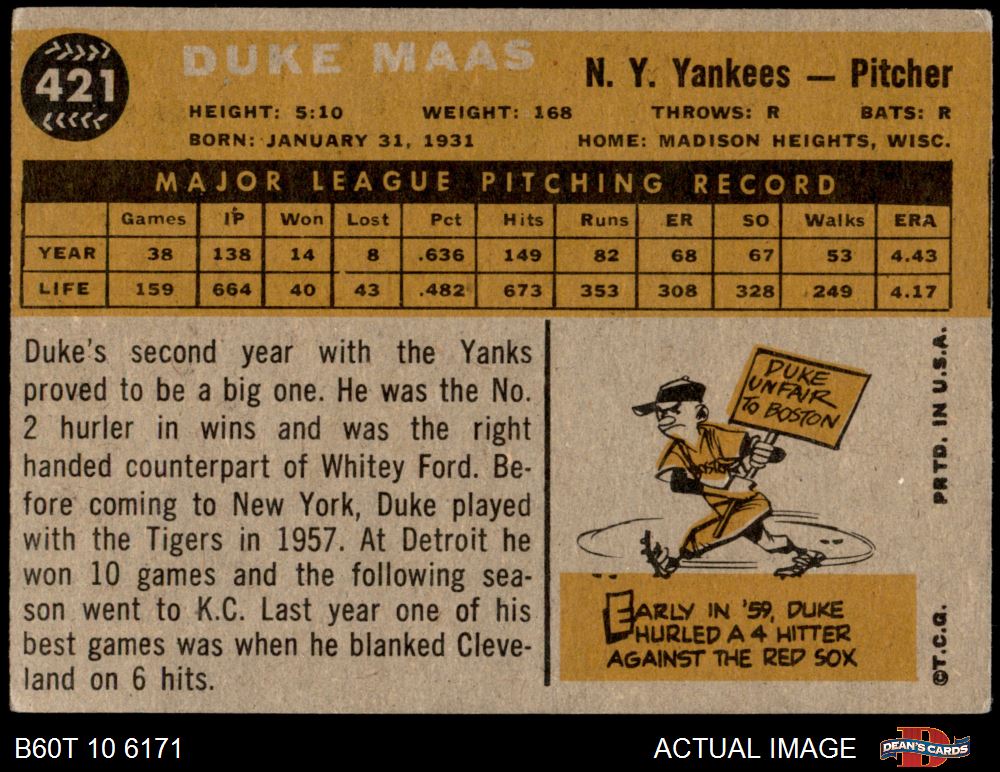 421
DUKE MAAS
N. Y. Yankees — Pitcher
HEIGHT: 5:10 WEIGHT: 168 THROWS: R BATS: R
BORN: JANUARY 31, 1931 HOME: MADISON HEIGHTS, WISC.
MAJOR LEAGUE PITCHING RECORD
Games IP Won Lost Pct Hits Runs ER SO Walks ERA
YEAR 38 138 14 8 .636 149 82 68 67 53 4.43
LIFE 159 664 40 43 .482 673 353 308 328 249 4.17
Duke's second year with the Yanks
proved to be a big one. He was the No.
2 hurler in wins and was the right
handed counterpart of Whitey Ford. Be-
fore coming to New York, Duke played
with the Tigers in 1957. At Detroit he
won 10 games and the following sea-
son went to K.C. Last year one of his
best games was when he blanked Cleve-
land on 6 hits.
DUKE
UNFAIR
TO BOSTON
EARLY IN '59, DUKE
HURLED A 4 HITTER
AGAINST THE RED SOX
©T.C.G. PRTD. IN U.S.A.
B60T 10 6171 ACTUAL IMAGE DEAN'S CARDS